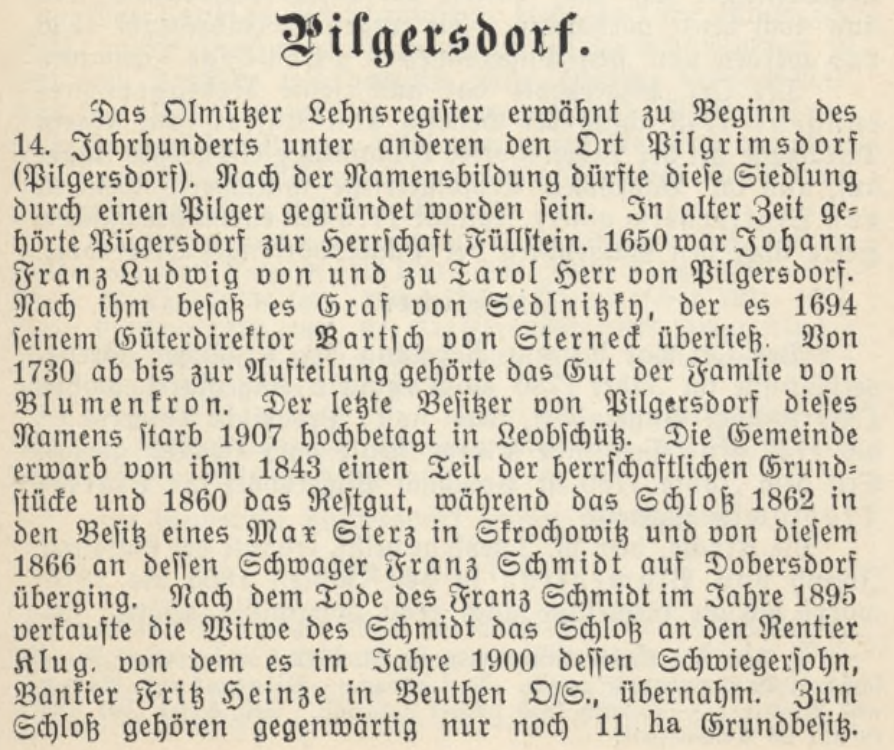 Pilgersdorf.
Das Olmützer Lehnsregister erwähnt zu Beginn des
14. Jahrhunderts unter anderen den Ort Pilgrimsdorf
(Pilgersdorf). Nach der Namensbildung dürfte diese Siedlung
durch einen Pilger gegründet worden sein. In alter Zeit ge-
hörte Pilgersdorf zur Herrschaft Füllstein. 1650 war Johann
Franz Ludwig von und zu Tarol Herr von Pilgersdorf.
Nach ihm besaß es Graf von Sedlnitzky, der es 1694
seinem Güterdirektor Bartsch von Sterneck überließ. Von
1730 ab bis zur Aufteilung gehörte das Gut der Famlie von
Blumenkron. Der letzte Besitzer von Pilgersdorf dieses
Namens starb 1907 hochbetagt in Leobschütz. Die Gemeinde
erwarb von ihm 1843 einen Teil der herrschaftlichen Grund-
stücke und 1860 das Restgut, während das Schloß 1862 in
den Besitz eines Max Sterz in Skrochowitz und von diesem
1866 an dessen Schwager Franz Schmidt auf Dobersdorf
überging. Nach dem Tode des Franz Schmidt im Jahre 1895
verkaufte die Witwe des Schmidt das Schloß an den Rentier
Klug. von dem es im Jahre 1900 dessen Schwiegersohn,
Bankier Fritz Heinze in Beuthen O/S., übernahm. Zum
Schloß gehören gegenwärtig nur noch 11 ha Grundbesitz.